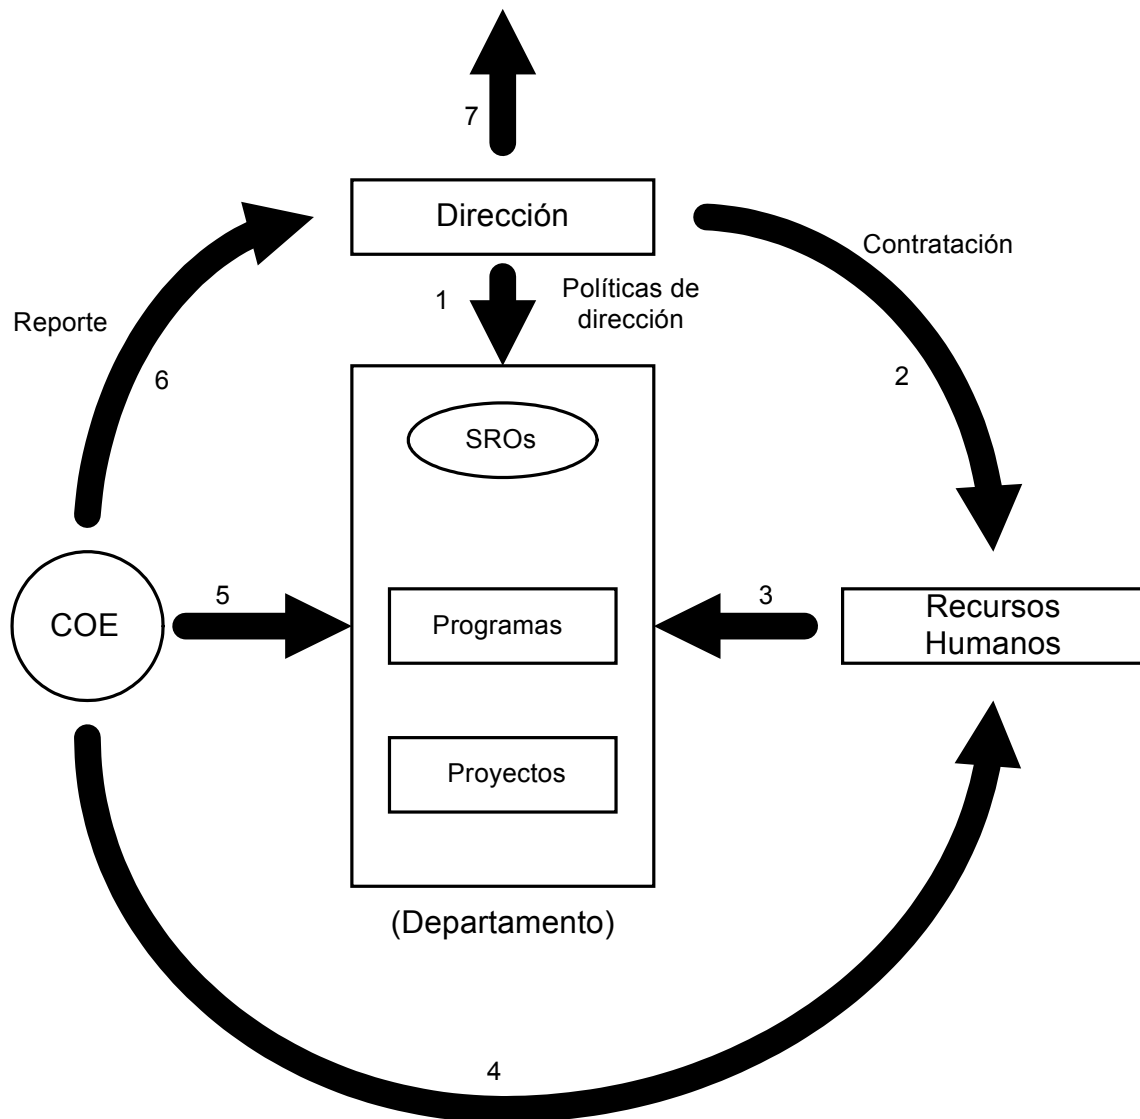 7
Dirección
Contratación
1
Políticas de
dirección
Reporte
6
2
SROs
5
3
COE
Programas
Recursos
Humanos
Proyectos
(Departamento)
4